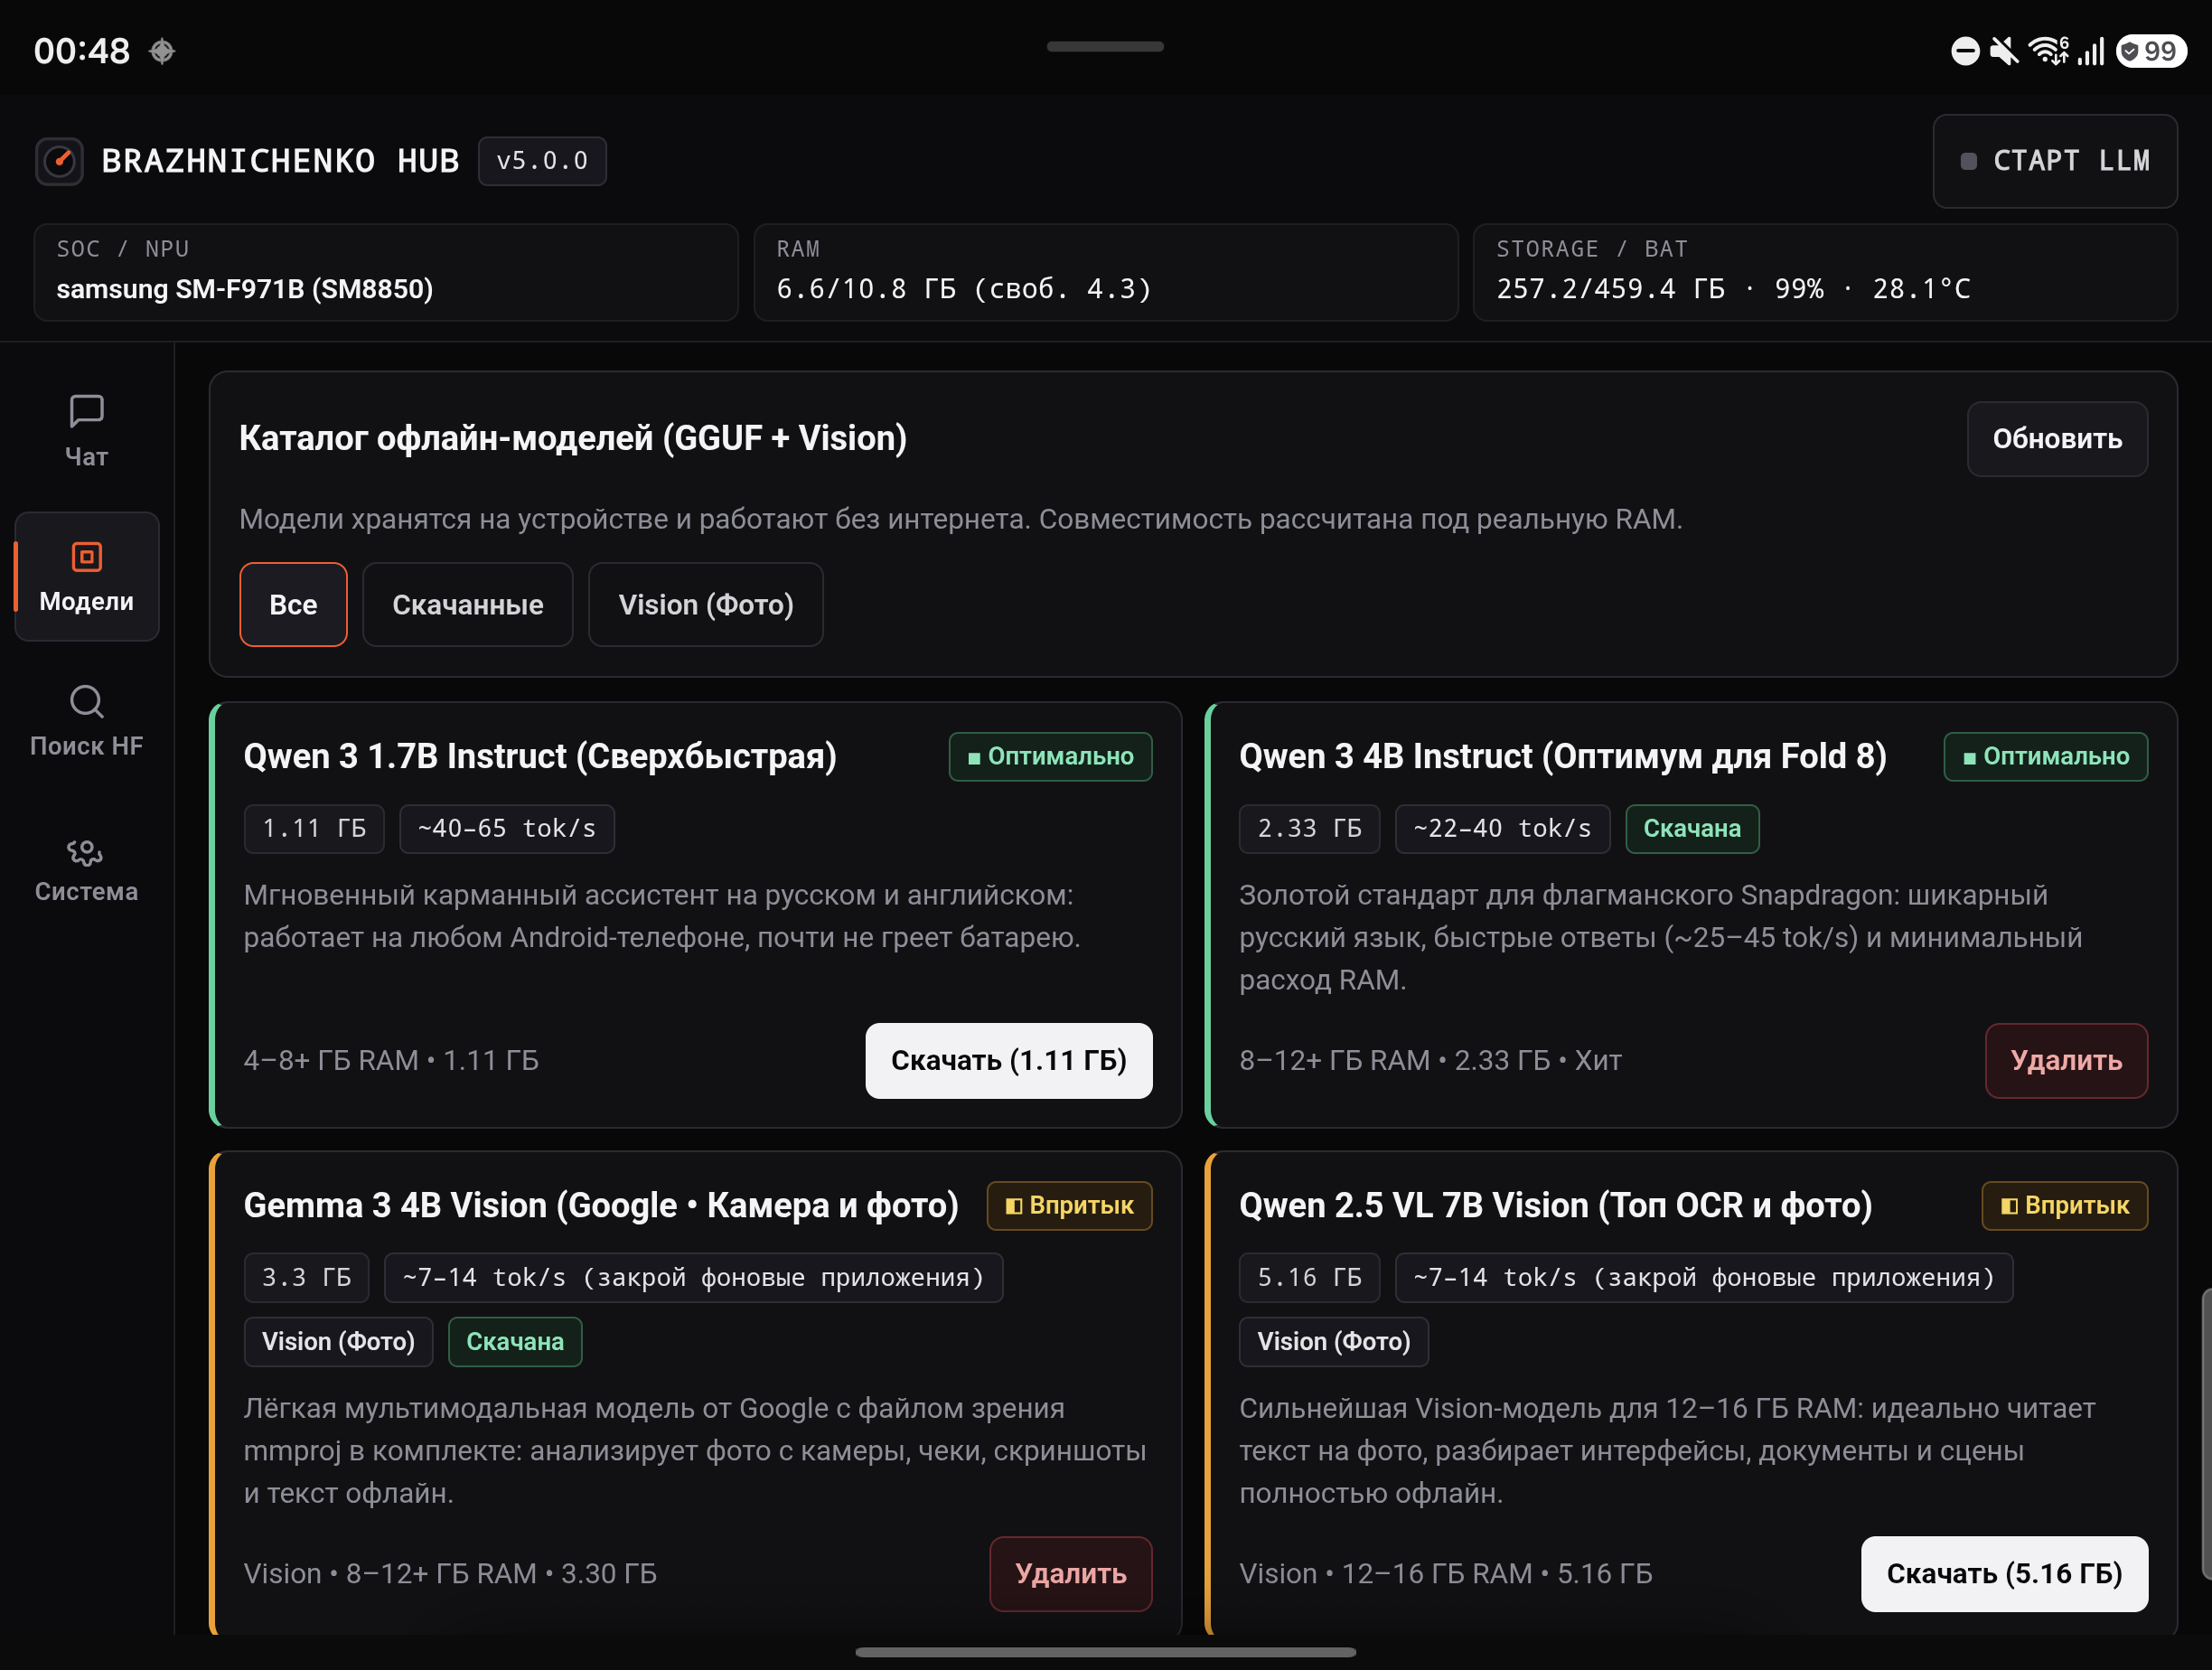 00:48
6
99
BRAZHNICHENKO HUB
v5.0.0
СТАРТ LLM
SOC / NPU
samsung SM-F971B (SM8850)
RAM
6.6/10.8 ГБ (своб. 4.3)
STORAGE / BAT
257.2/459.4 ГБ · 99% · 28.1°C
Чат
Модели
Поиск HF
Система
Каталог офлайн-моделей (GGUF + Vision)
Обновить
Модели хранятся на устройстве и работают без интернета. Совместимость рассчитана под реальную RAM.
Все
Скачанные
Vision (Фото)
Qwen 3 1.7B Instruct (Сверхбыстрая)
Оптимально
1.11 ГБ
~40–65 tok/s
Мгновенный карманный ассистент на русском и английском:
работает на любом Android-телефоне, почти не греет батарею.
4–8+ ГБ RAM • 1.11 ГБ
Скачать (1.11 ГБ)
Qwen 3 4B Instruct (Оптимум для Fold 8)
Оптимально
2.33 ГБ
~22–40 tok/s
Скачана
Золотой стандарт для флагманского Snapdragon: шикарный
русский язык, быстрые ответы (~25–45 tok/s) и минимальный
расход RAM.
8–12+ ГБ RAM • 2.33 ГБ • Хит
Удалить
Gemma 3 4B Vision (Google • Камера и фото)
Впритык
3.3 ГБ
~7–14 tok/s (закрой фоновые приложения)
Vision (Фото)
Скачана
Лёгкая мультимодальная модель от Google с файлом зрения
mmproj в комплекте: анализирует фото с камеры, чеки, скриншоты
и текст офлайн.
Vision • 8–12+ ГБ RAM • 3.30 ГБ
Удалить
Qwen 2.5 VL 7B Vision (Топ OCR и фото)
Впритык
5.16 ГБ
~7–14 tok/s (закрой фоновые приложения)
Vision (Фото)
Сильнейшая Vision-модель для 12–16 ГБ RAM: идеально читает
текст на фото, разбирает интерфейсы, документы и сцены
полностью офлайн.
Vision • 12–16 ГБ RAM • 5.16 ГБ
Скачать (5.16 ГБ)